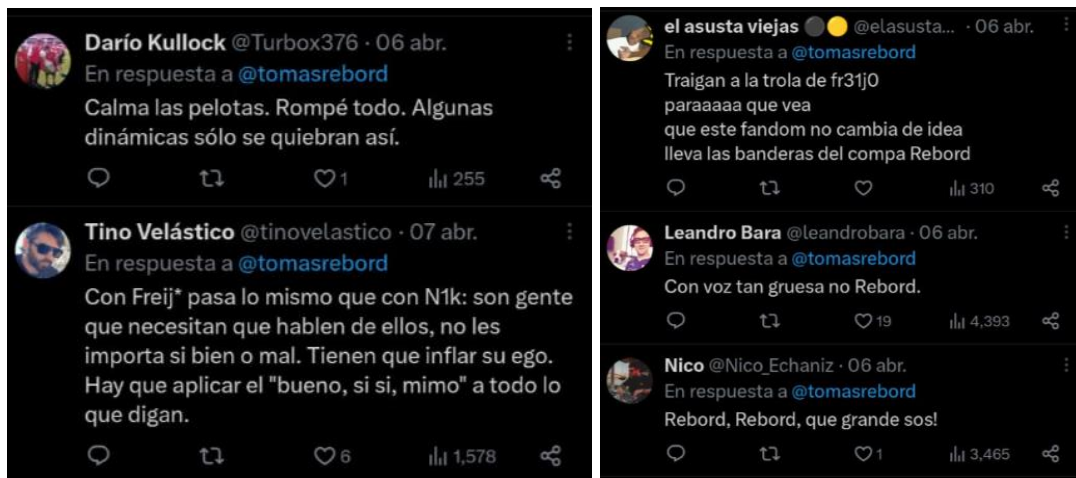 Darío Kullock @Turbox376 · 06 abr.
En respuesta a @tomasrebord
Calma las pelotas. Rompé todo. Algunas
dinámicas sólo se quiebran así.
1 255
Tino Velástico @tinovelastico · 07 abr.
En respuesta a @tomasrebord
Con Freij* pasa lo mismo que con N1k: son gente
que necesitan que hablen de ellos, no les
importa si bien o mal. Tienen que inflar su ego.
Hay que aplicar el "bueno, si si, mimo" a todo lo
que digan.
6 1,578
el asusta viejas ⚫🟡 @elasusta... · 06 abr.
En respuesta a @tomasrebord
Traigan a la trola de fr31j0
paraaaaa que vea
que este fandom no cambia de idea
lleva las banderas del compa Rebord
310
Leandro Bara @leandrobara · 06 abr.
En respuesta a @tomasrebord
Con voz tan gruesa no Rebord.
19 4,393
Nico @Nico_Echaniz · 06 abr.
En respuesta a @tomasrebord
Rebord, Rebord, que grande sos!
1 3,465